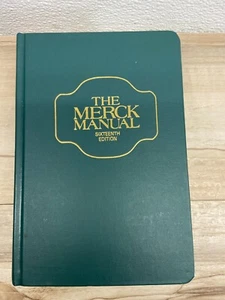 THE
MERCK
MANUAL
SIXTEENTH
EDITION